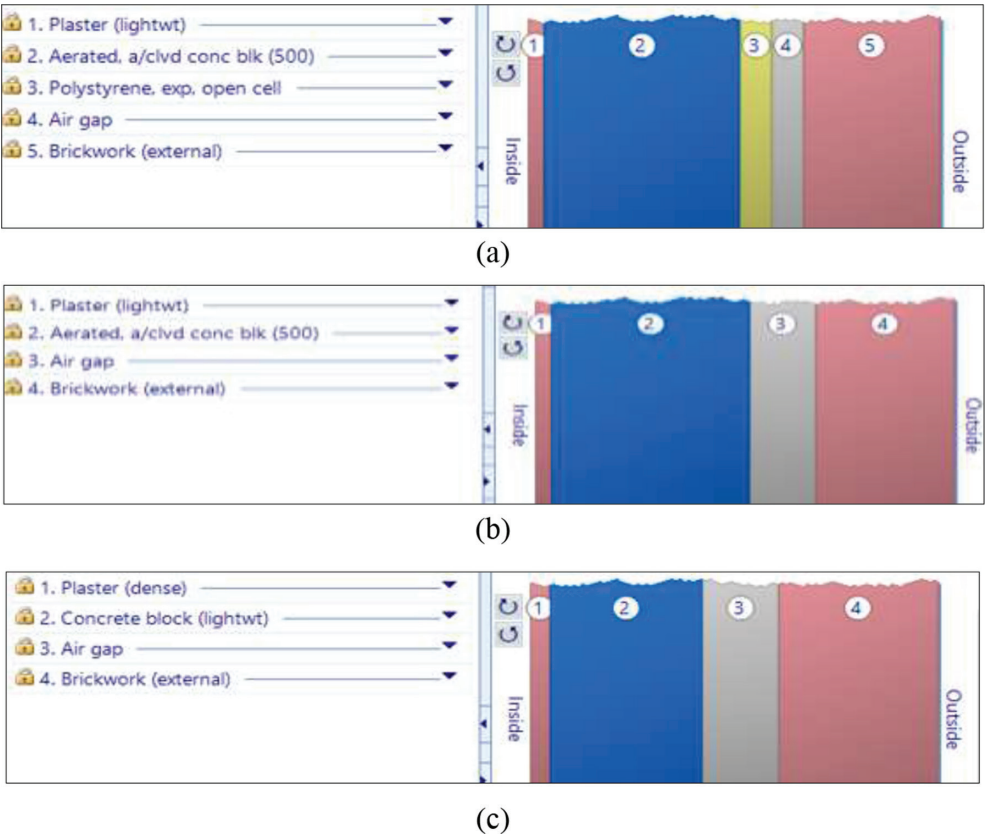 1. Plaster (lightwt)
2. Aerated, a/clvd conc blk (500)
3. Polystyrene, exp. open cell
4. Air gap
5. Brickwork (external)
1 2 3 4 5
Inside
Outside
(a)
1. Plaster (lightwt)
2. Aerated, a/clvd conc blk (500)
3. Air gap
4. Brickwork (external)
1 2 3 4
Inside
Outside
(b)
1. Plaster (dense)
2. Concrete block (lightwt)
3. Air gap
4. Brickwork (external)
1 2 3 4
Inside
Outside
(c)